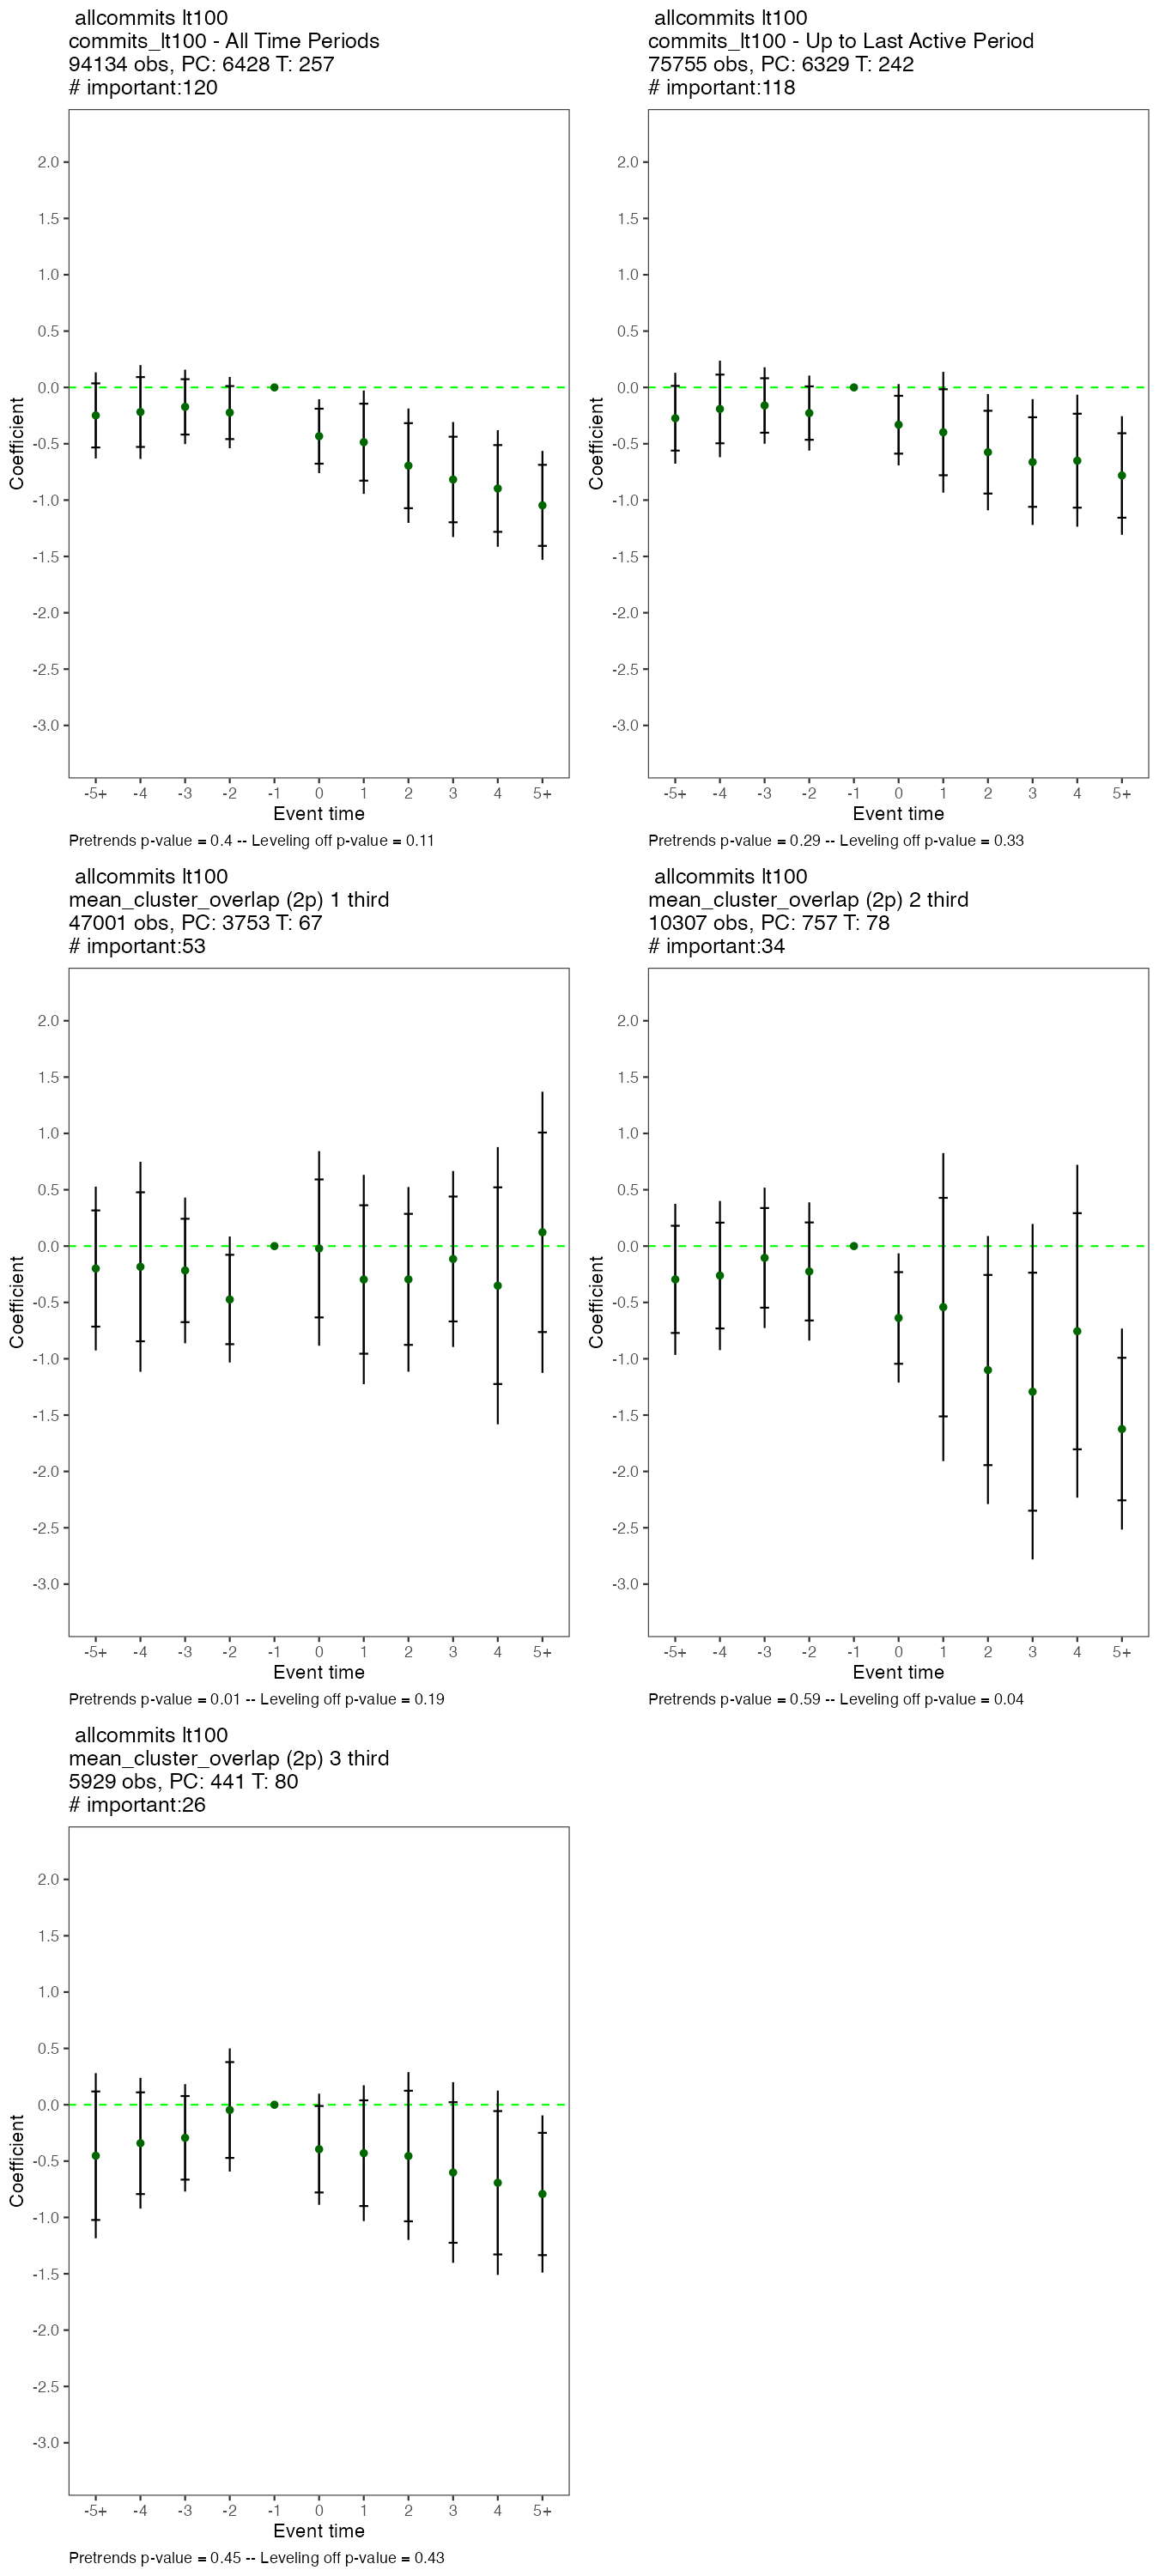 allcommits lt100
commits_lt100 - All Time Periods
94134 obs, PC: 6428 T: 257
# important:120
2.0
1.5
1.0
0.5
0.0
-0.5
-1.0
-1.5
-2.0
-2.5
-3.0
Coefficient
-5+ -4 -3 -2 -1 0 1 2 3 4 5+
Event time
Pretrends p-value = 0.4 -- Leveling off p-value = 0.11
allcommits lt100
commits_lt100 - Up to Last Active Period
75755 obs, PC: 6329 T: 242
# important:118
2.0
1.5
1.0
0.5
0.0
-0.5
-1.0
-1.5
-2.0
-2.5
-3.0
Coefficient
-5+ -4 -3 -2 -1 0 1 2 3 4 5+
Event time
Pretrends p-value = 0.29 -- Leveling off p-value = 0.33
allcommits lt100
mean_cluster_overlap (2p) 1 third
47001 obs, PC: 3753 T: 67
# important:53
2.0
1.5
1.0
0.5
0.0
-0.5
-1.0
-1.5
-2.0
-2.5
-3.0
Coefficient
-5+ -4 -3 -2 -1 0 1 2 3 4 5+
Event time
Pretrends p-value = 0.01 -- Leveling off p-value = 0.19
allcommits lt100
mean_cluster_overlap (2p) 2 third
10307 obs, PC: 757 T: 78
# important:34
2.0
1.5
1.0
0.5
0.0
-0.5
-1.0
-1.5
-2.0
-2.5
-3.0
Coefficient
-5+ -4 -3 -2 -1 0 1 2 3 4 5+
Event time
Pretrends p-value = 0.59 -- Leveling off p-value = 0.04
allcommits lt100
mean_cluster_overlap (2p) 3 third
5929 obs, PC: 441 T: 80
# important:26
2.0
1.5
1.0
0.5
0.0
-0.5
-1.0
-1.5
-2.0
-2.5
-3.0
Coefficient
-5+ -4 -3 -2 -1 0 1 2 3 4 5+
Event time
Pretrends p-value = 0.45 -- Leveling off p-value = 0.43